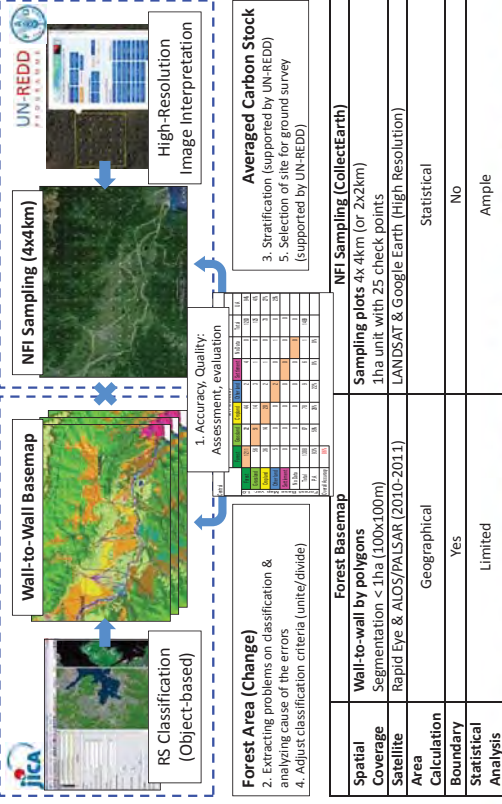 jica
UN-REDD
PROGRAMME
RS Classification
(Object-based)
Wall-to-Wall Basemap
NFI Sampling (4x4km)
High-Resolution
Image Interpretation
1. Accuracy, Quality:
Assessment, evaluation
Forest Area (Change)
2. Extracting problems on classification &
analyzing cause of the errors
4. Adjust classification criteria (unite/divide)
Averaged Carbon Stock
3. Stratification (supported by UN-REDD)
5. Selection of site for ground survey
(supported by UN-REDD)
Forest Basemap
NFI Sampling (CollectEarth)
Spatial
Coverage
Wall-to-wall by polygons
Segmentation < 1ha (100x100m)
Sampling plots 4x 4km (or 2x2km)
1ha unit with 25 check points
Satellite
Rapid Eye & ALOS/PALSAR (2010-2011)
LANDSAT & Google Earth (High Resolution)
Area
Calculation
Geographical
Statistical
Boundary
Yes
No
Statistical
Analysis
Limited
Ample